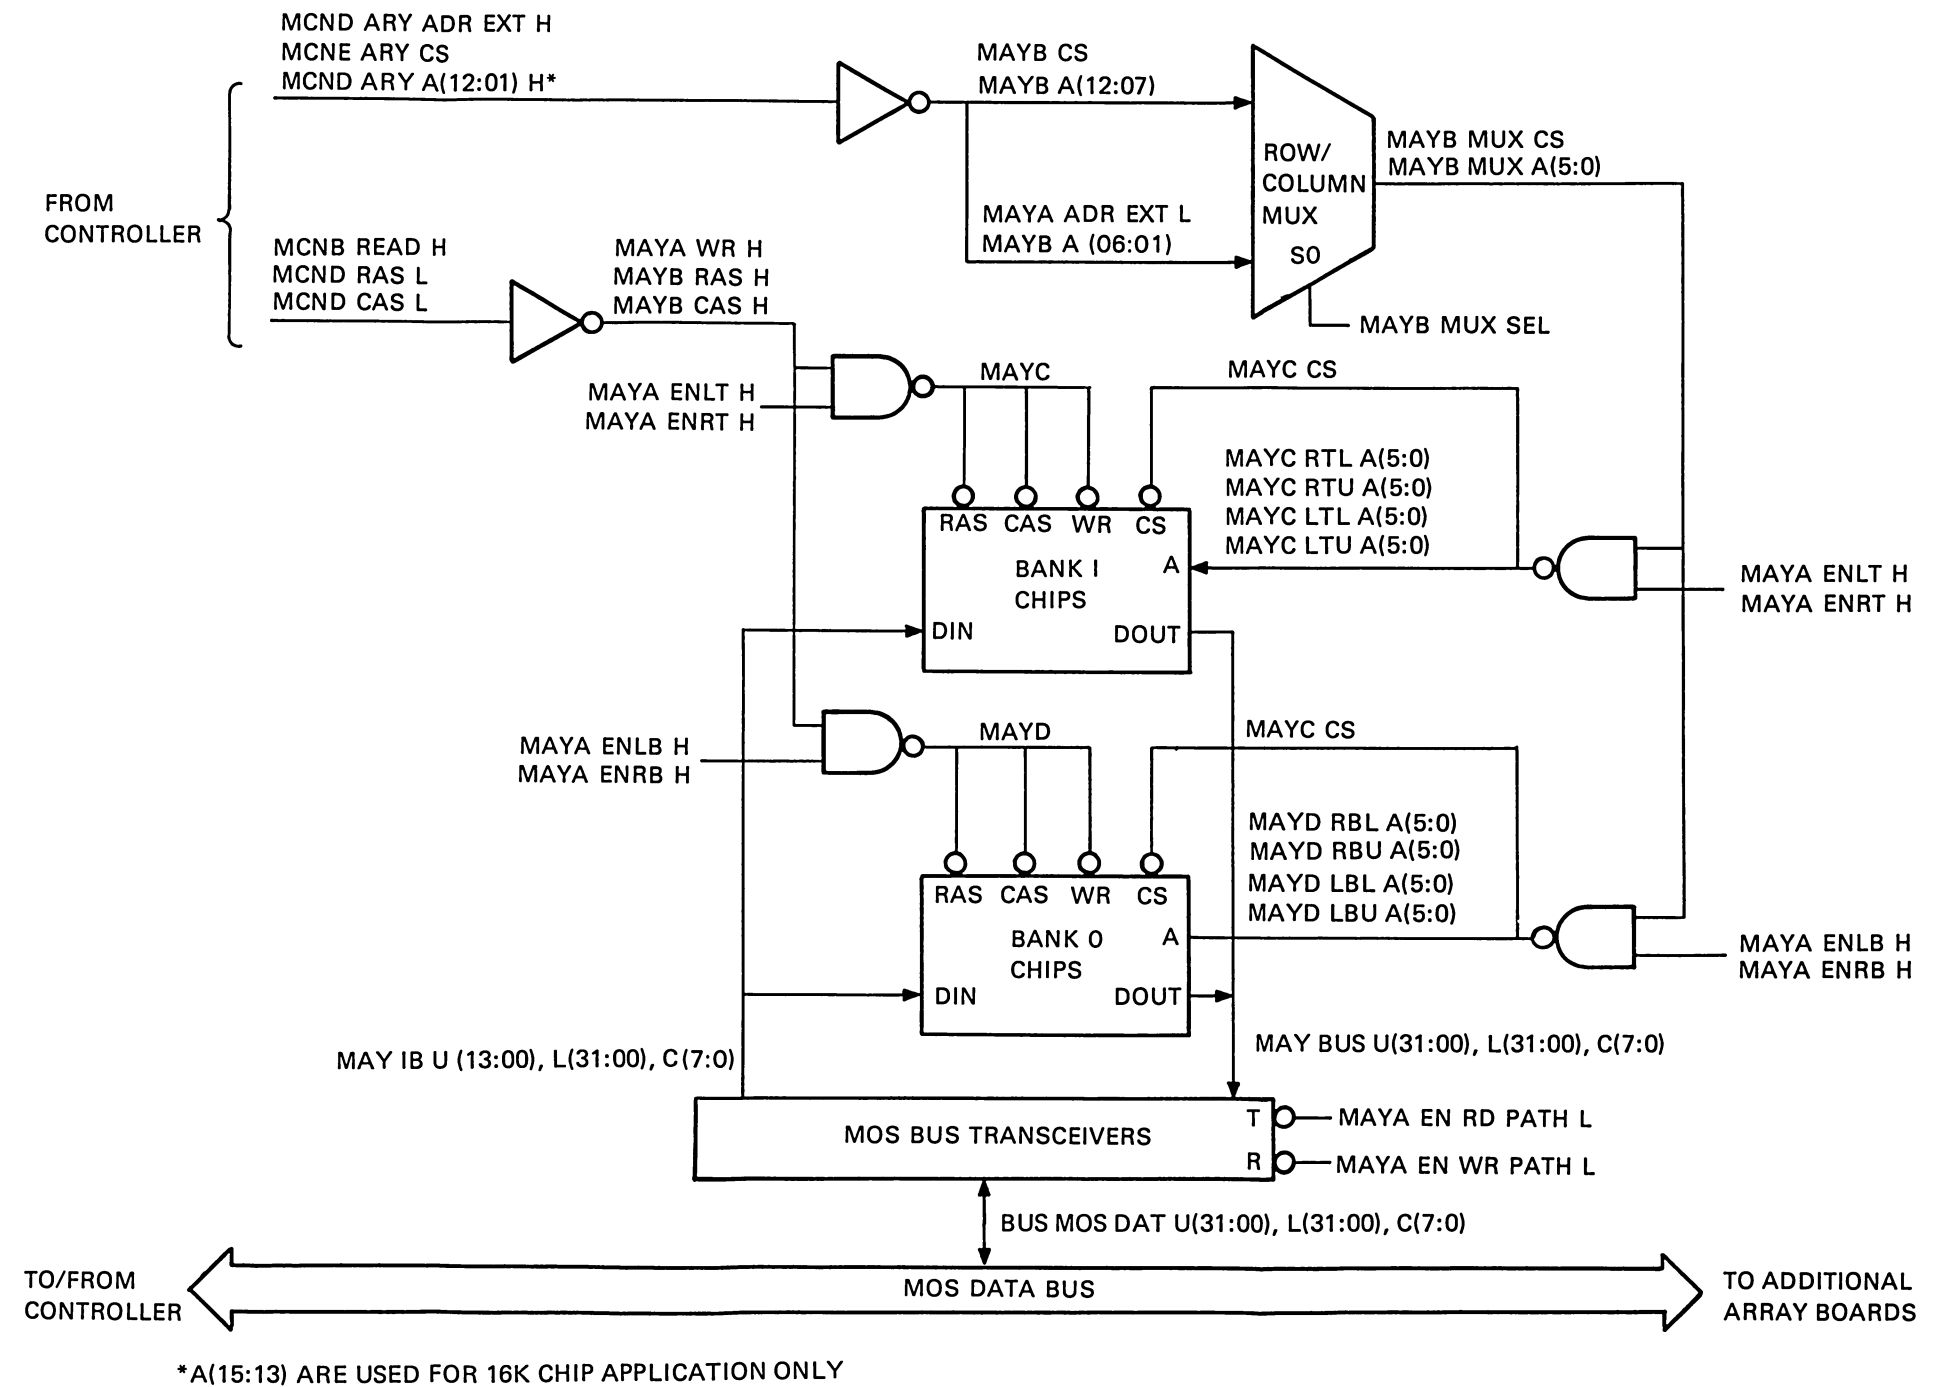 MCND ARY ADR EXT H
MCNE ARY CS
MCND ARY A(12:01) H*
MAYB CS
MAYB A(12:07)
ROW/
COLUMN
MUX
S0
MAYB MUX CS
MAYB MUX A(5:0)
FROM
CONTROLLER
MAYA ADR EXT L
MAYB A (06:01)
MCNB READ H
MCND RAS L
MCND CAS L
MAYA WR H
MAYB RAS H
MAYB CAS H
MAYB MUX SEL
MAYA ENLT H
MAYA ENRT H
MAYC
MAYC CS
MAYC RTL A(5:0)
MAYC RTU A(5:0)
MAYC LTL A(5:0)
MAYC LTU A(5:0)
RAS CAS WR CS
BANK I
CHIPS
A
DIN
DOUT
MAYA ENLT H
MAYA ENRT H
MAYA ENLB H
MAYA ENRB H
MAYD
MAYC CS
MAYD RBL A(5:0)
MAYD RBU A(5:0)
MAYD LBL A(5:0)
MAYD LBU A(5:0)
RAS CAS WR CS
BANK 0
CHIPS
A
DIN
DOUT
MAYA ENLB H
MAYA ENRB H
MAY IB U (13:00), L(31:00), C(7:0)
MAY BUS U(31:00), L(31:00), C(7:0)
MOS BUS TRANSCEIVERS
T
R
MAYA EN RD PATH L
MAYA EN WR PATH L
BUS MOS DAT U(31:00), L(31:00), C(7:0)
TO/FROM
CONTROLLER
MOS DATA BUS
TO ADDITIONAL
ARRAY BOARDS
*A(15:13) ARE USED FOR 16K CHIP APPLICATION ONLY